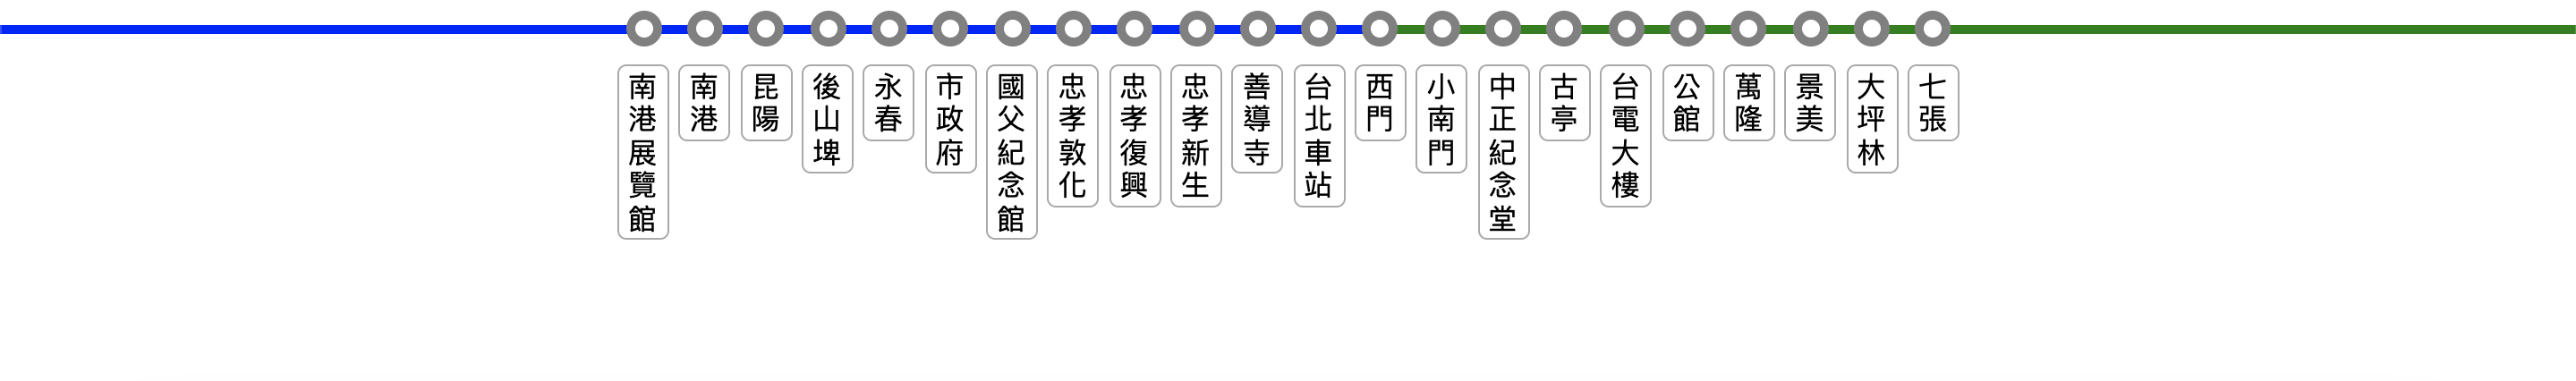 南港展覽館
南港
昆陽
後山埤
永春
市政府
國父紀念館
忠孝敦化
忠孝復興
忠孝新生
善導寺
台北車站
西門
小南門
中正紀念堂
古亭
台電大樓
公館
萬隆
景美
大坪林
七張